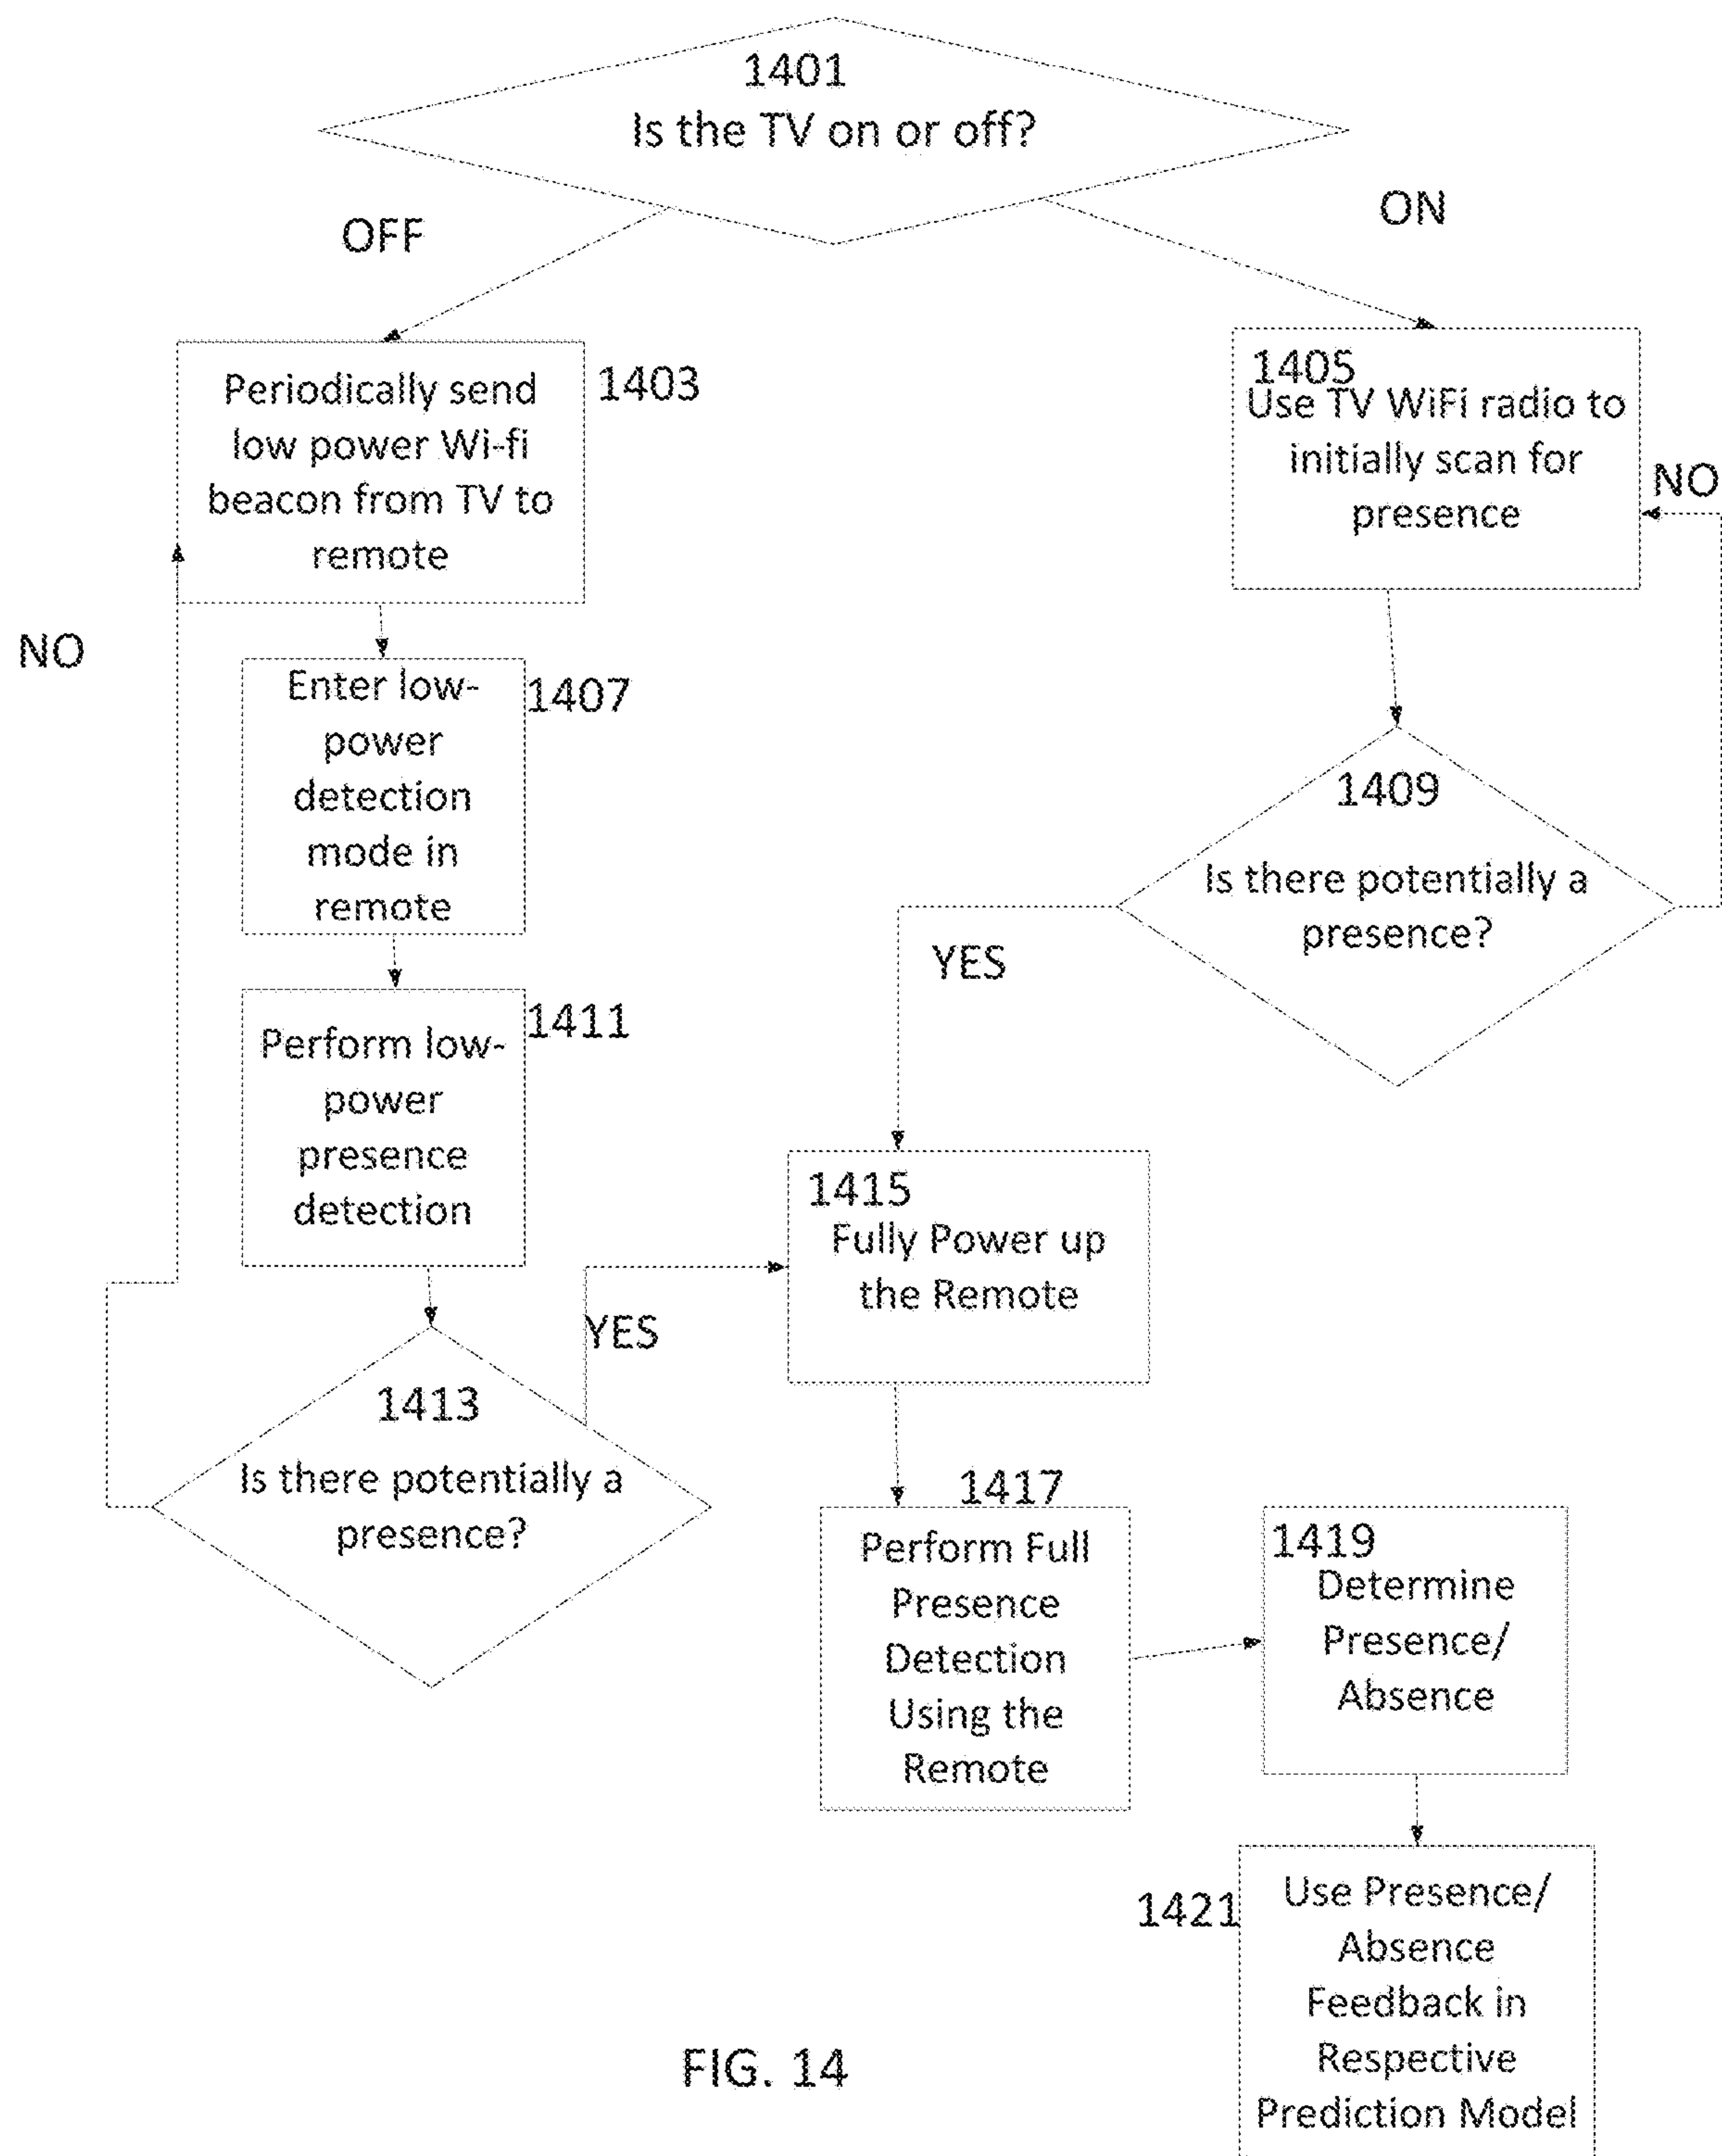 1401
Is the TV on or off?
OFF
ON
Periodically send
low power Wi-fi
beacon from TV to
remote
1403
1405
Use TV WiFi radio to
initially scan for
presence
NO
NO
Enter low-
power
detection
mode in
remote
1407
1409
Is there potentially a
presence?
YES
Perform low-
power
presence
detection
1411
1415
Fully Power up
the Remote
YES
1413
Is there potentially a
presence?
1417
Perform Full
Presence
Detection
Using the
Remote
1419
Determine
Presence/
Absence
1421
Use Presence/
Absence
Feedback in
Respective
Prediction Model
FIG. 14